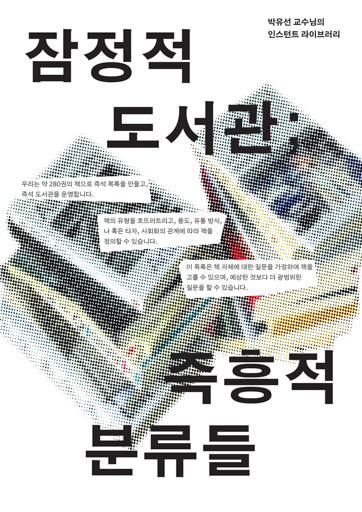 박유선 교수님의
인스턴트 라이브러리
잠정적
도서관;
우리는 약 280권의 책으로 즉석 목록을 만들고,
즉석 도서관을 운영합니다.
책의 유형을 흐뜨러트리고, 용도, 유통 방식,
나 혹은 타자, 사회와의 관계에 따라 책을
정의할 수 있습니다.
이 목록은 책 자체에 대한 질문을 가정하여 책을
고를 수 있으며, 예상한 것보다 더 광범위한
질문을 할 수 있습니다.
즉흥적
분류들